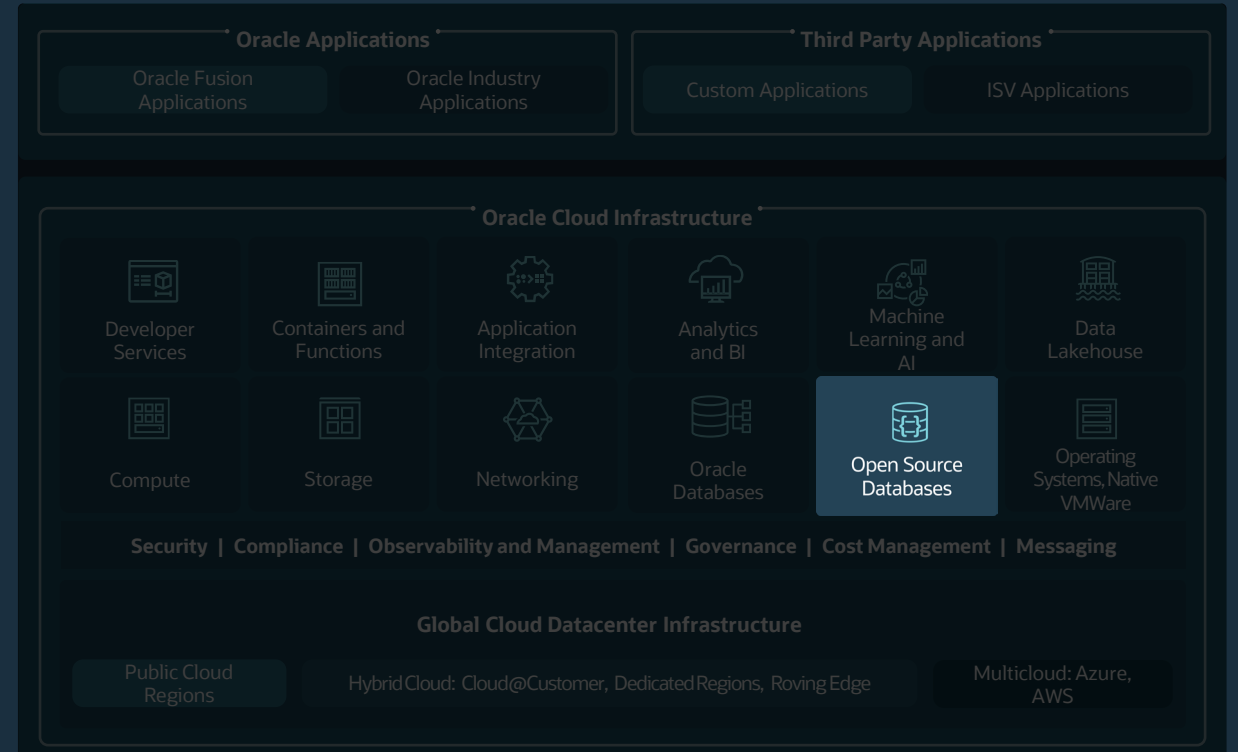 Oracle Applications
Third Party Applications
Oracle Fusion
Applications
Oracle Industry
Applications
Custom Applications
ISV Applications
Oracle Cloud Infrastructure
Developer
Services
Containers and
Functions
Application
Integration
Analytics
and BI
Machine
Learning and
AI
Data
Lakehouse
Compute
Storage
Networking
Oracle
Databases
Open Source
Databases
Operating
Systems, Native
VMWare
Security | Compliance | Observability and Management | Governance | Cost Management | Messaging
Global Cloud Datacenter Infrastructure
Public Cloud
Regions
Hybrid Cloud: Cloud@Customer, Dedicated Regions, Roving Edge
Multicloud: Azure,
AWS